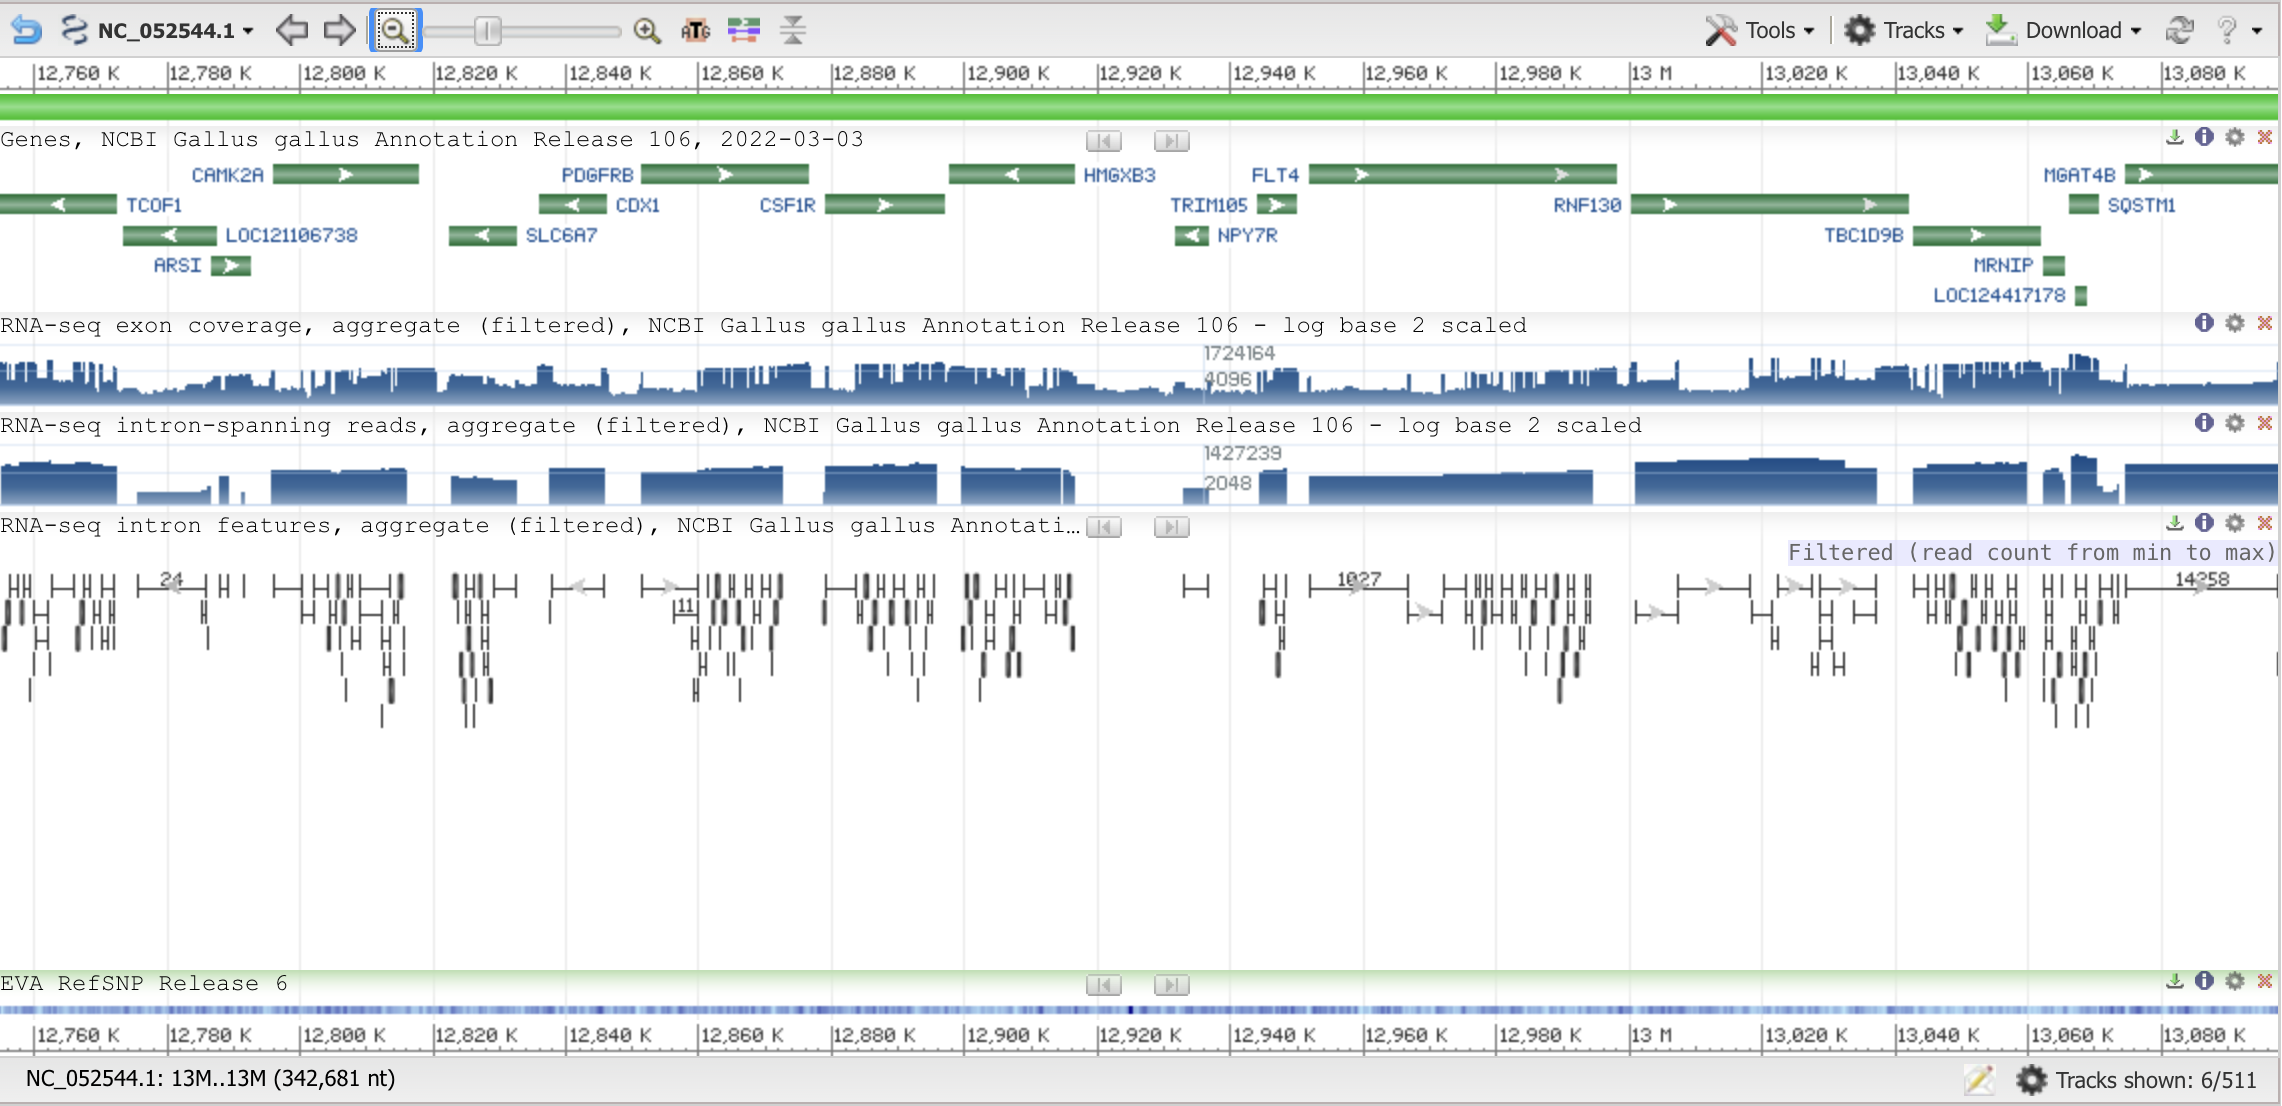 NC_052544.1 ATG Tools Tracks Download ?
12,760 K 12,780 K 12,800 K 12,820 K 12,840 K 12,860 K 12,880 K 12,900 K 12,920 K 12,940 K 12,960 K 12,980 K 13 M 13,020 K 13,040 K 13,060 K 13,080 K
Genes, NCBI Gallus gallus Annotation Release 106, 2022-03-03
CAMK2A PDGFRB HMGXB3 FLT4 MGAT4B
TCOF1 CDX1 CSF1R TRIM105 RNF130 SQSTM1
LOC121106738 SLC6A7 NPY7R TBC1D9B
ARSI MRNIP
LOC124417178
RNA-seq exon coverage, aggregate (filtered), NCBI Gallus gallus Annotation Release 106 - log base 2 scaled
1724164
4096
RNA-seq intron-spanning reads, aggregate (filtered), NCBI Gallus gallus Annotation Release 106 - log base 2 scaled
1427239
2048
RNA-seq intron features, aggregate (filtered), NCBI Gallus gallus Annotati...
Filtered (read count from min to max)
24 1027 14258
11
EVA RefSNP Release 6
12,760 K 12,780 K 12,800 K 12,820 K 12,840 K 12,860 K 12,880 K 12,900 K 12,920 K 12,940 K 12,960 K 12,980 K 13 M 13,020 K 13,040 K 13,060 K 13,080 K
NC_052544.1: 13M..13M (342,681 nt) Tracks shown: 6/511